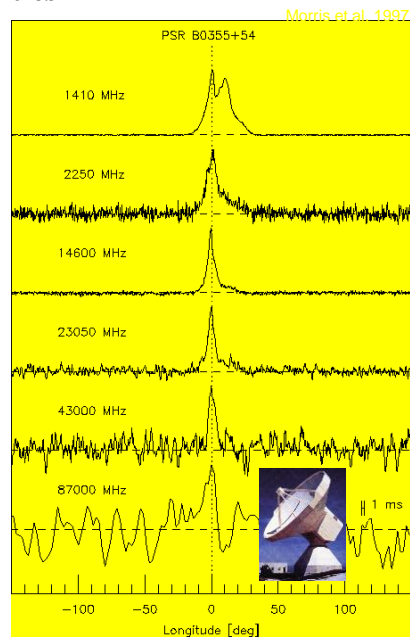 Morris et al. 1997
PSR B0355+54
1410 MHz
2250 MHz
14600 MHz
23050 MHz
43000 MHz
87000 MHz
1 ms
−100 −50 0 50 100
Longitude [deg]